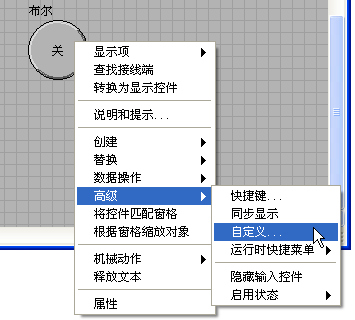 布尔
关
显示项
查找接线端
转换为显示控件
说明和提示...
创建
替换
数据操作
高级
将控件匹配窗格
根据窗格缩放对象
机械动作
释放文本
属性
快捷键...
同步显示
自定义...
运行时快捷菜单
隐藏输入控件
启用状态